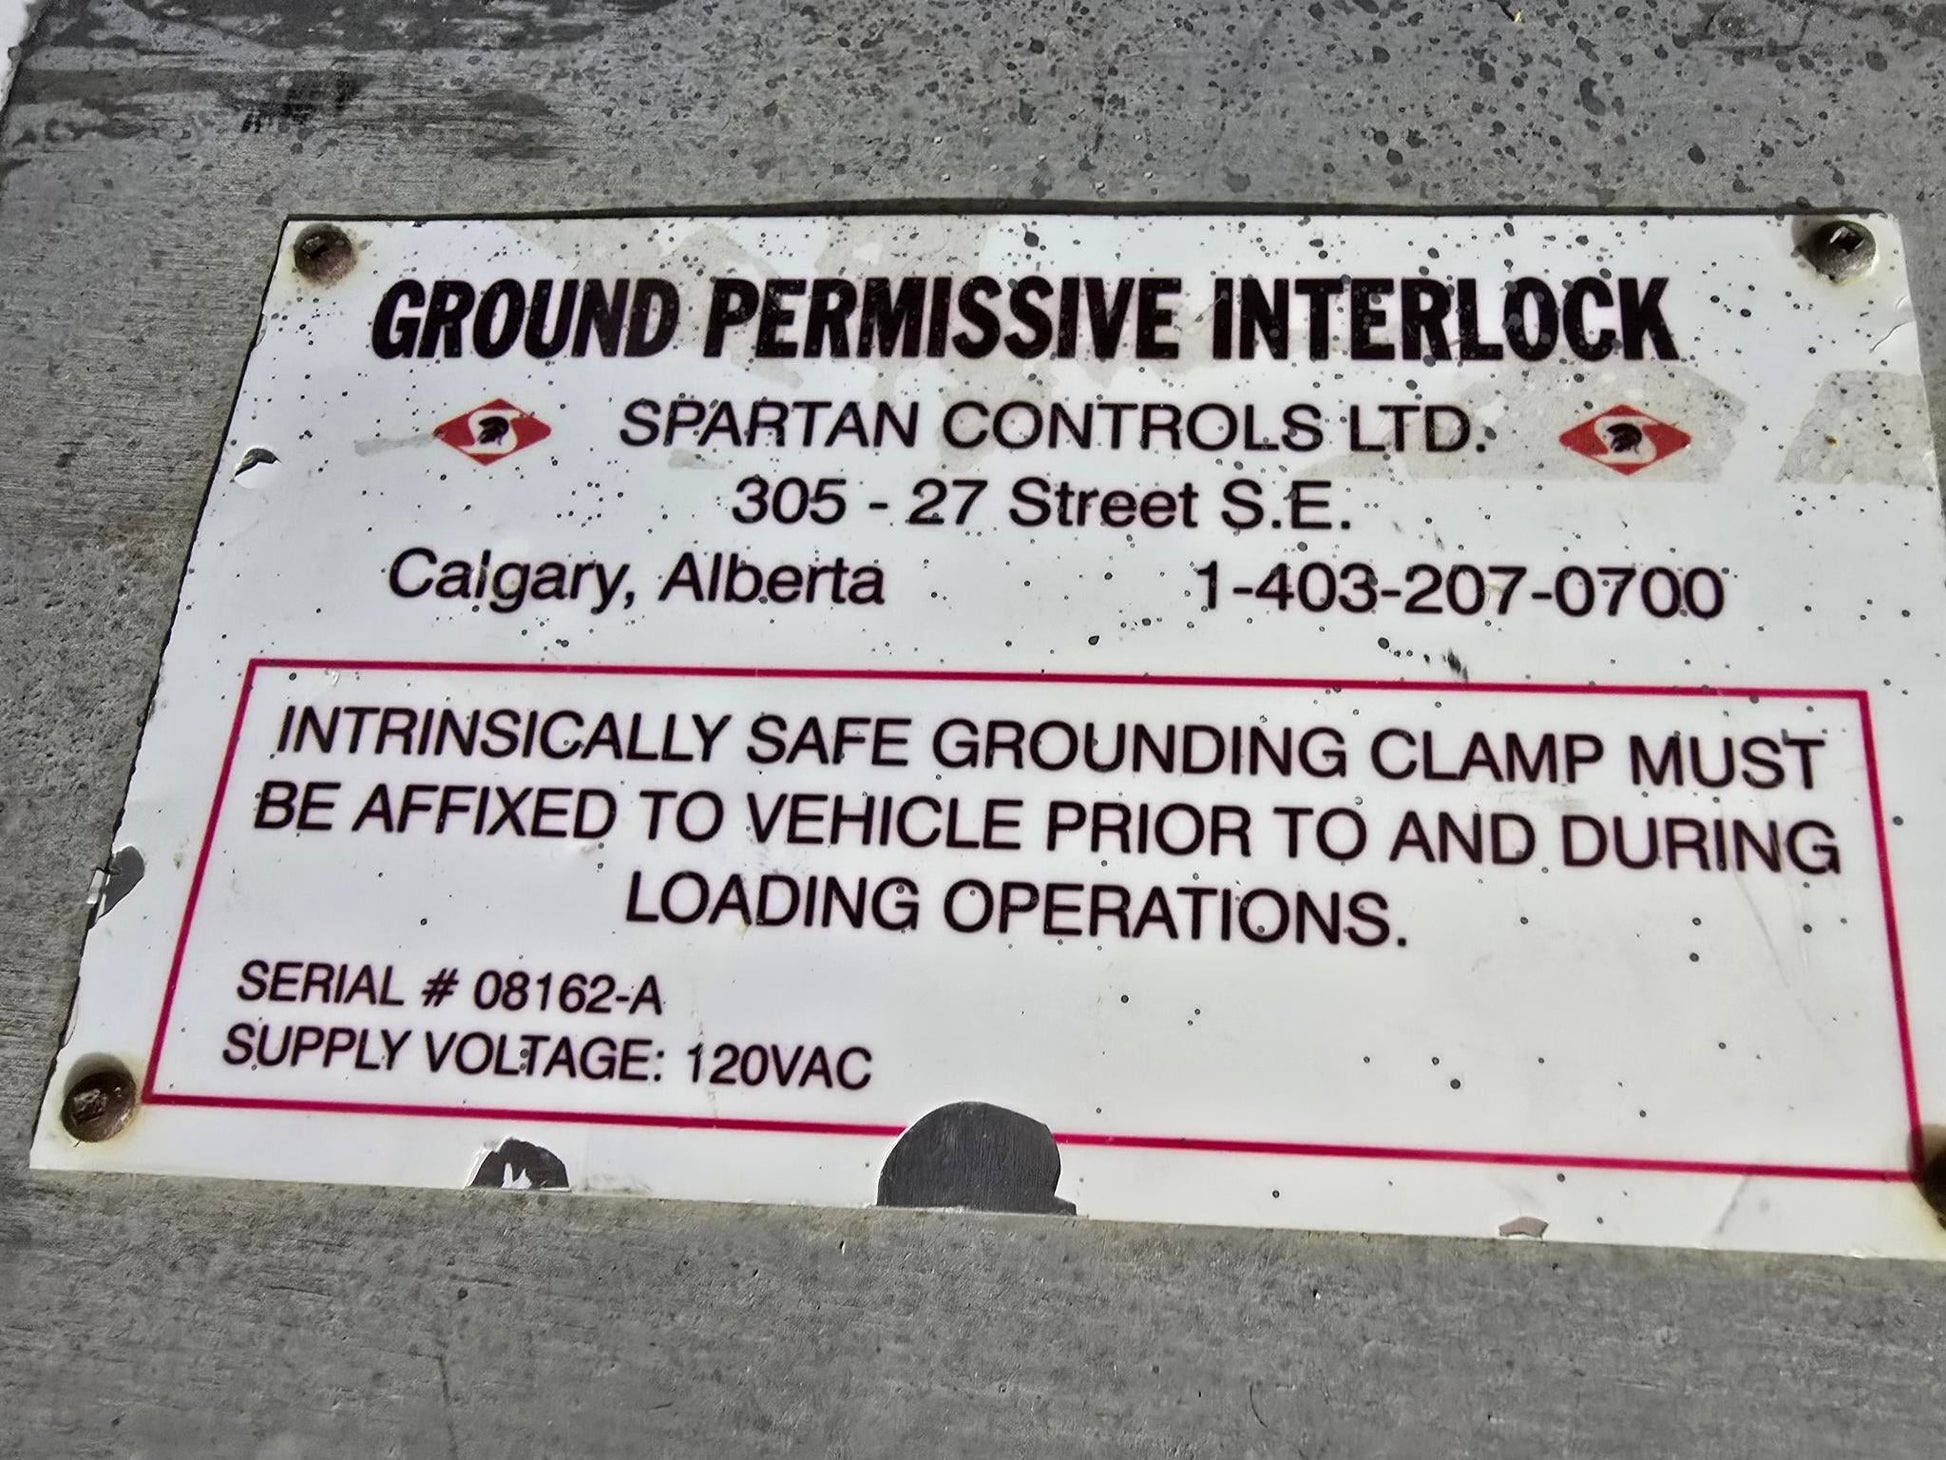 GROUND PERMISSIVE INTERLOCK
SPARTAN CONTROLS LTD.
305 - 27 Street S.E.
Calgary, Alberta 1-403-207-0700
INTRINSICALLY SAFE GROUNDING CLAMP MUST
BE AFFIXED TO VEHICLE PRIOR TO AND DURING
LOADING OPERATIONS.
SERIAL # 08162-A
SUPPLY VOLTAGE: 120VAC